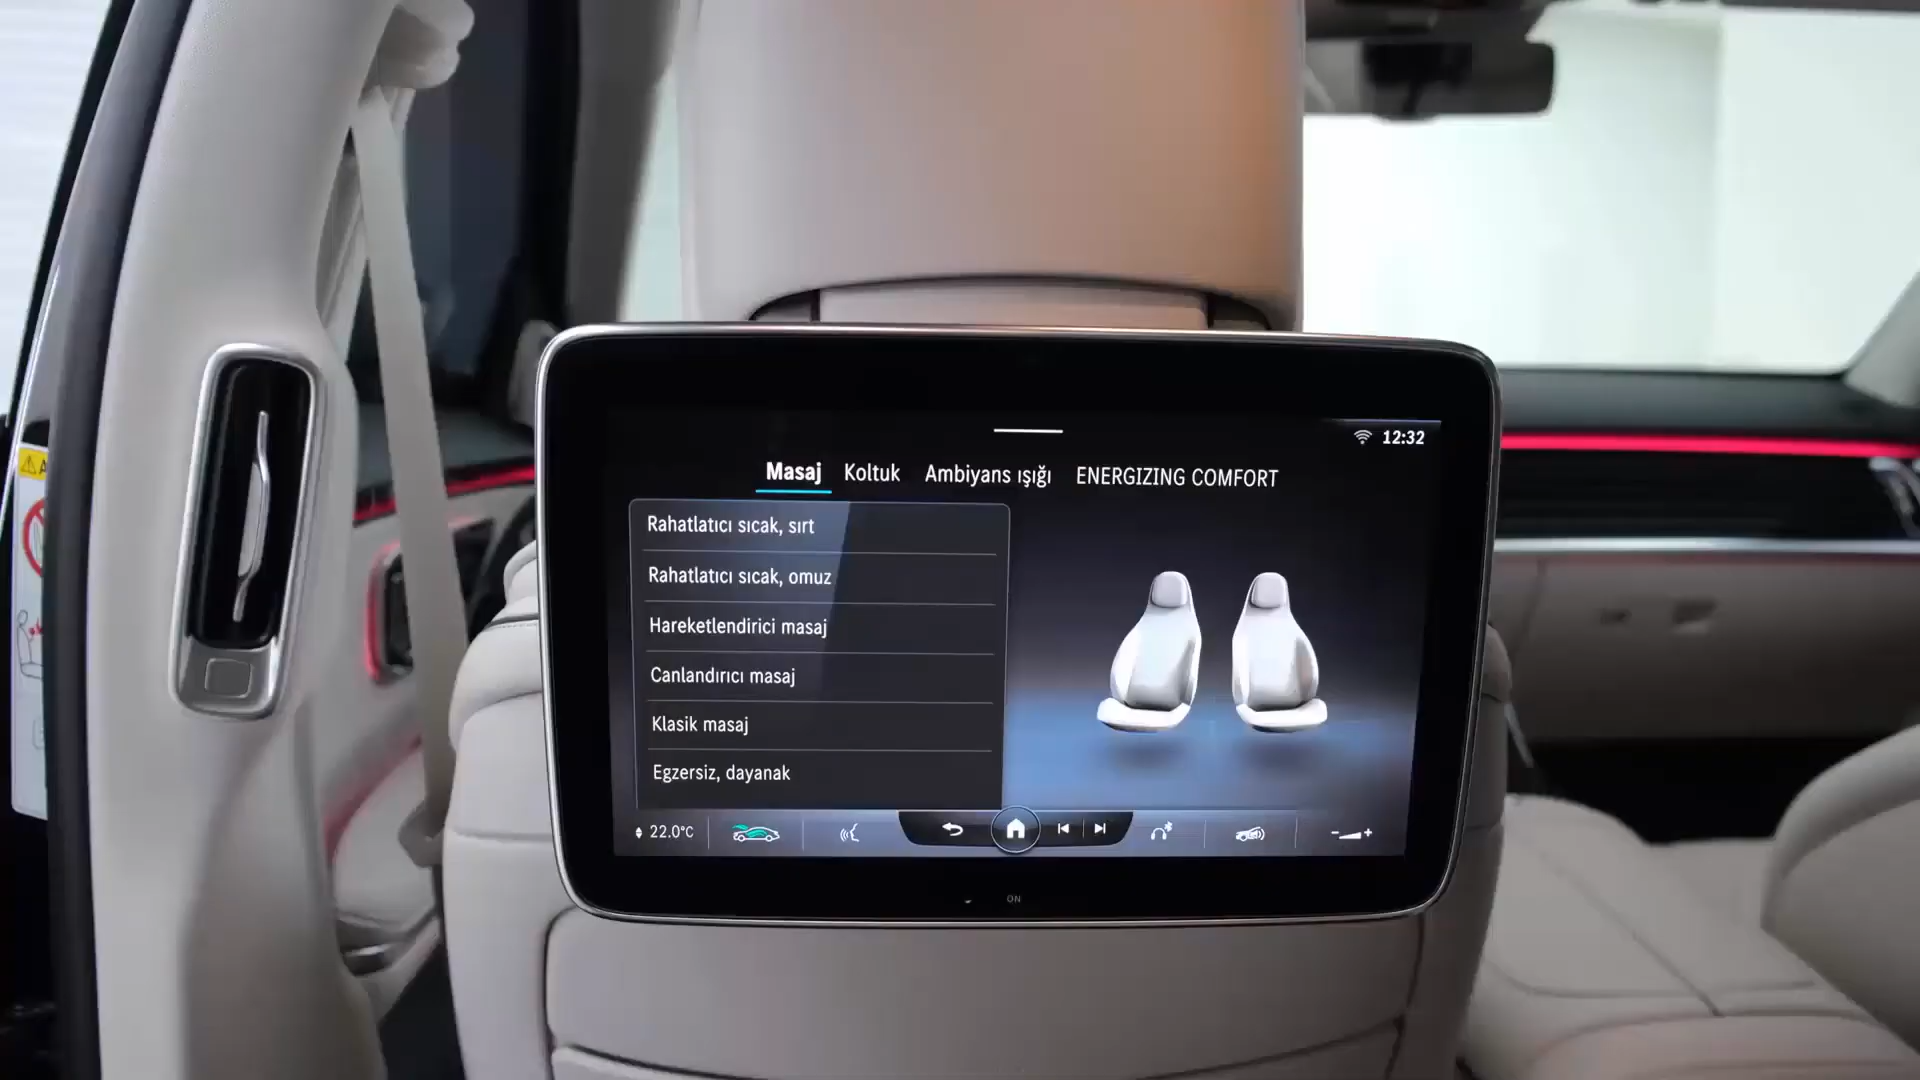 12:32
Masaj Koltuk Ambiyans ışığı ENERGIZING COMFORT
Rahatlatıcı sıcak, sırt
Rahatlatıcı sıcak, omuz
Hareketlendirici masaj
Canlandırıcı masaj
Klasik masaj
Egzersiz, dayanak
22.0°C
ON